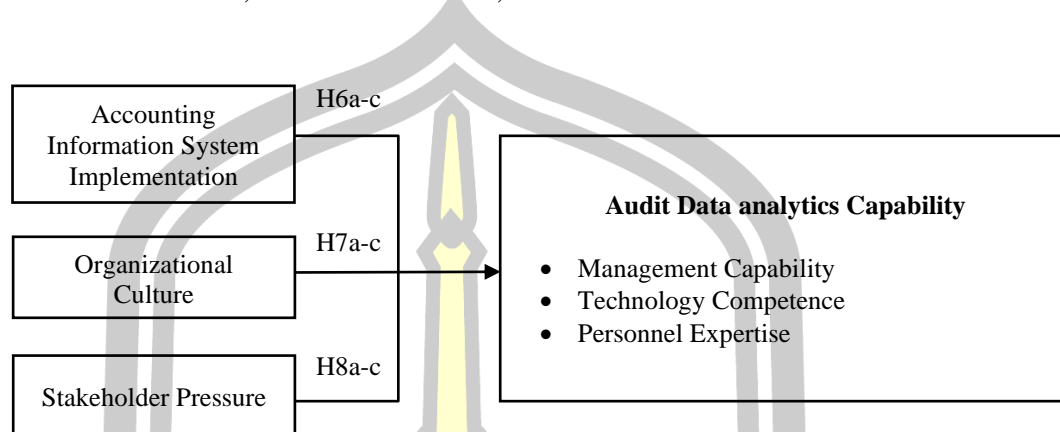 H6a-c
Accounting
Information System
Implementation
Audit Data analytics Capability
H7a-c
Organizational
Culture
• Management Capability
• Technology Competence
• Personnel Expertise
H8a-c
Stakeholder Pressure